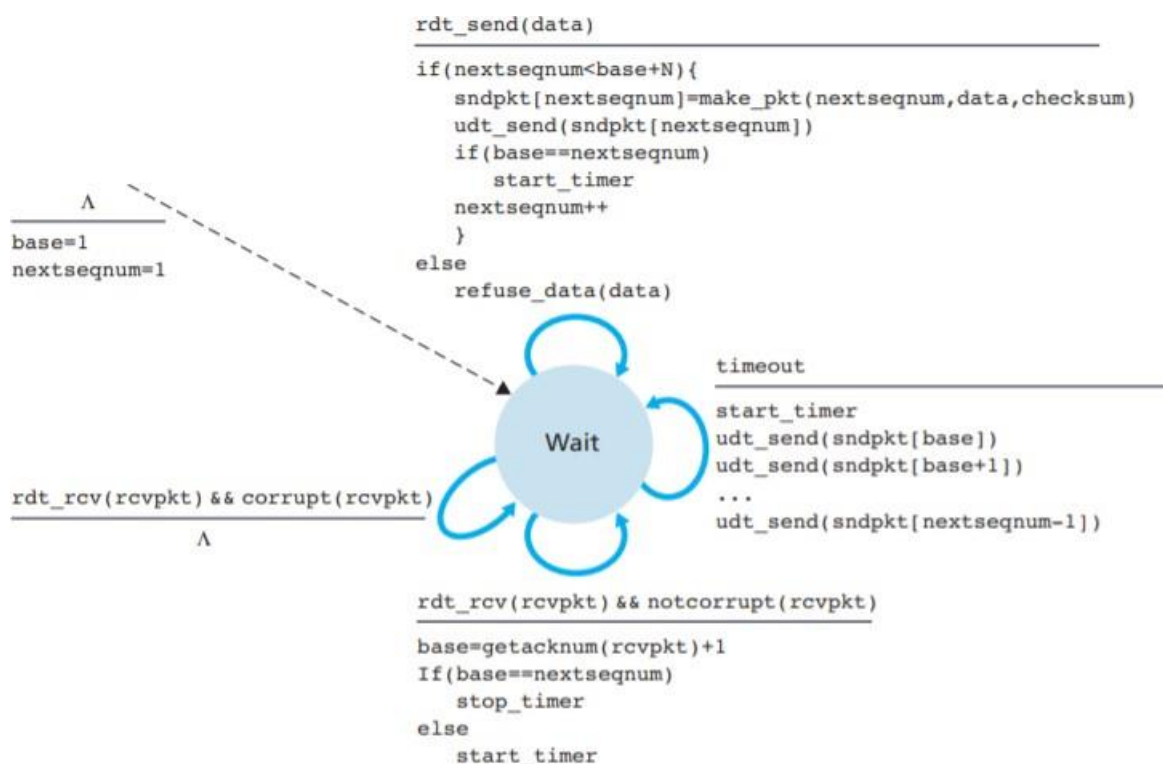 rdt_send(data)
if(nextseqnum<base+N){
sndpkt[nextseqnum]=make_pkt(nextseqnum,data,checksum)
udt_send(sndpkt[nextseqnum])
if(base==nextseqnum)
start_timer
nextseqnum++
}
else
refuse_data(data)
Λ
base=1
nextseqnum=1
Wait
timeout
start_timer
udt_send(sndpkt[base])
udt_send(sndpkt[base+1])
...
udt_send(sndpkt[nextseqnum-1])
rdt_rcv(rcvpkt) && corrupt(rcvpkt)
Λ
rdt_rcv(rcvpkt) && notcorrupt(rcvpkt)
base=getacknum(rcvpkt)+1
If(base==nextseqnum)
stop_timer
else
start_timer